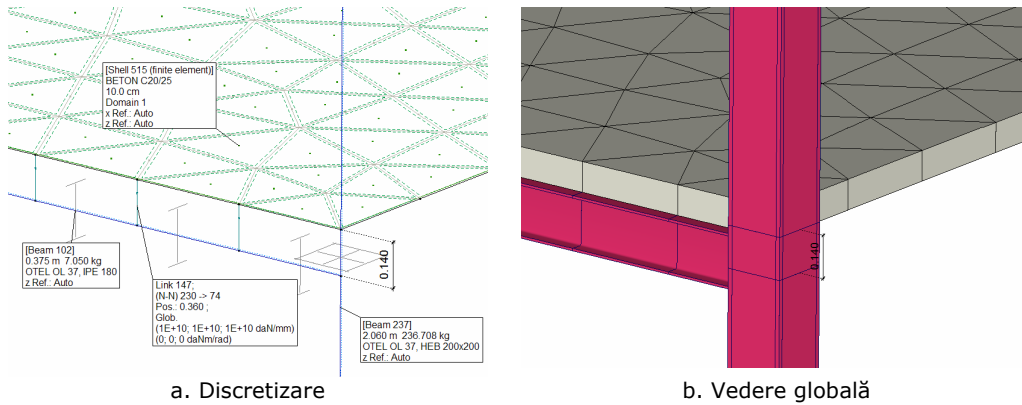 [Shell 515 (finite element)]
BETON C20/25
10.0 cm
Domain 1
x Ref.: Auto
z Ref.: Auto
[Beam 102]
0.375 m 7.050 kg
OTEL OL 37, IPE 180
z Ref.: Auto
Link 147;
(N-N) 230 -> 74
Pos.: 0.360 ;
Glob.
(1E+10; 1E+10; 1E+10 daN/mm)
(0; 0; 0 daNm/rad)
0.140
[Beam 237]
2.060 m 236.708 kg
OTEL OL 37, HEB 200x200
z Ref.: Auto
0.140
a. Discretizare
b. Vedere globală